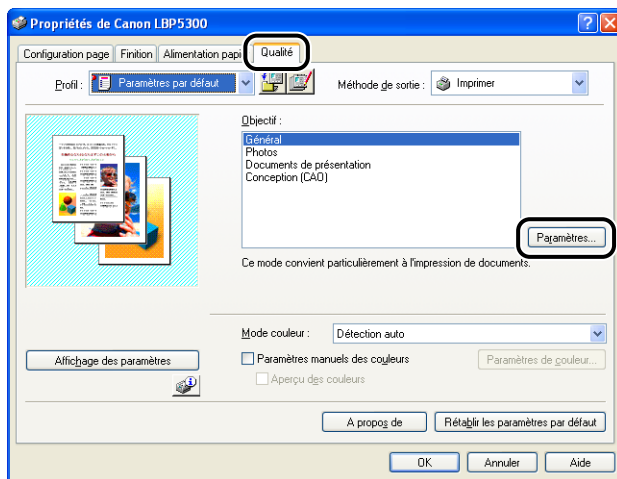 Propriétés de Canon LBP5300
Configuration page Finition Alimentation papi Qualité
Profil : Paramètres par défaut Méthode de sortie : Imprimer
Objectif :
Général
Photos
Documents de présentation
Conception (CAO)
Paramètres...
Ce mode convient particulièrement à l'impression de documents.
Mode couleur : Détection auto
Affichage des paramètres
Paramètres manuels des couleurs Paramètres de couleur...
Aperçu des couleurs
A propos de Rétablir les paramètres par défaut
OK Annuler Aide